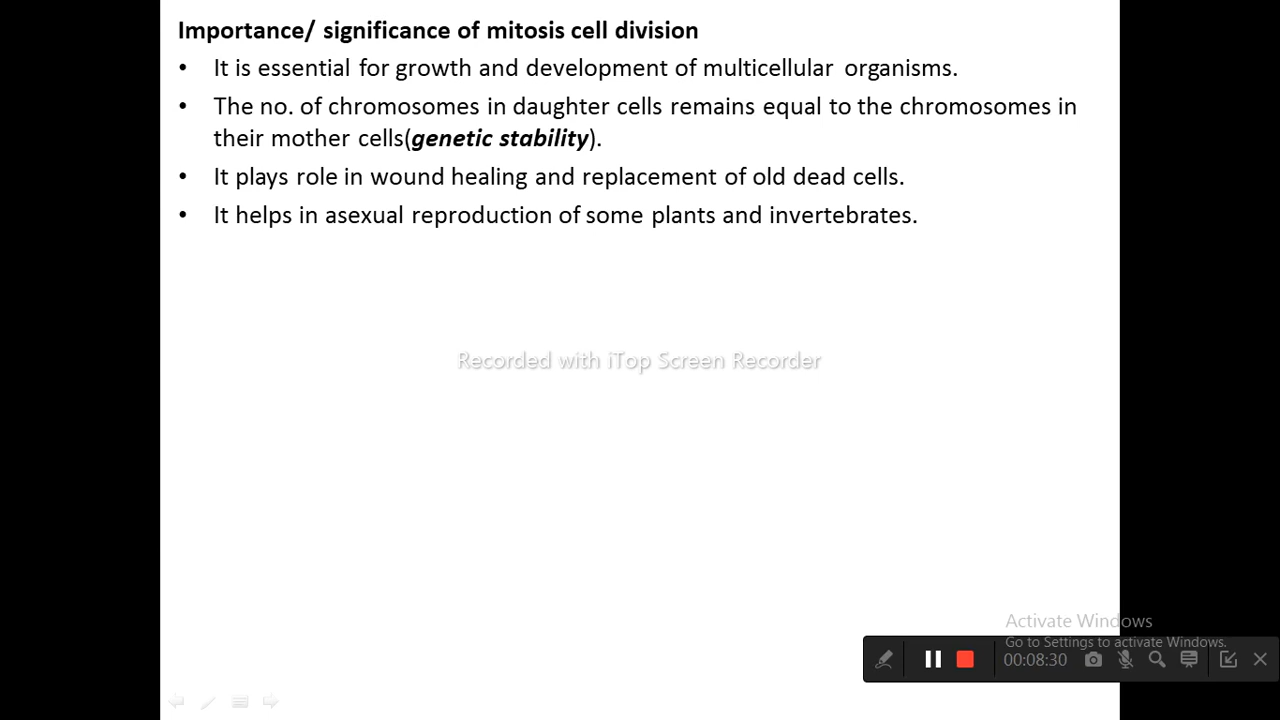 Importance/ significance of mitosis cell division
• It is essential for growth and development of multicellular organisms.
• The no. of chromosomes in daughter cells remains equal to the chromosomes in
their mother cells(genetic stability).
• It plays role in wound healing and replacement of old dead cells.
• It helps in asexual reproduction of some plants and invertebrates.
Recorded with iTop Screen Recorder
Activate Windows
Go to Settings to activate Windows.
00:08:30